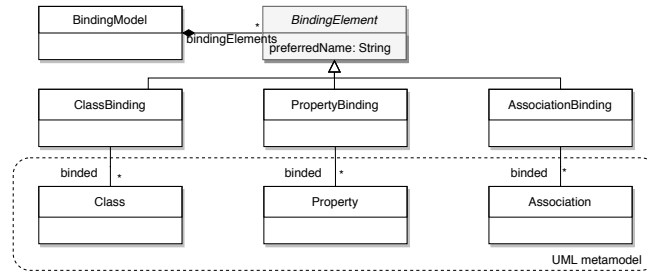 BindingModel
*
BindingElement
bindingElements
preferredName: String
ClassBinding
PropertyBinding
AssociationBinding
binded
*
binded
*
binded
*
Class
Property
Association
UML metamodel